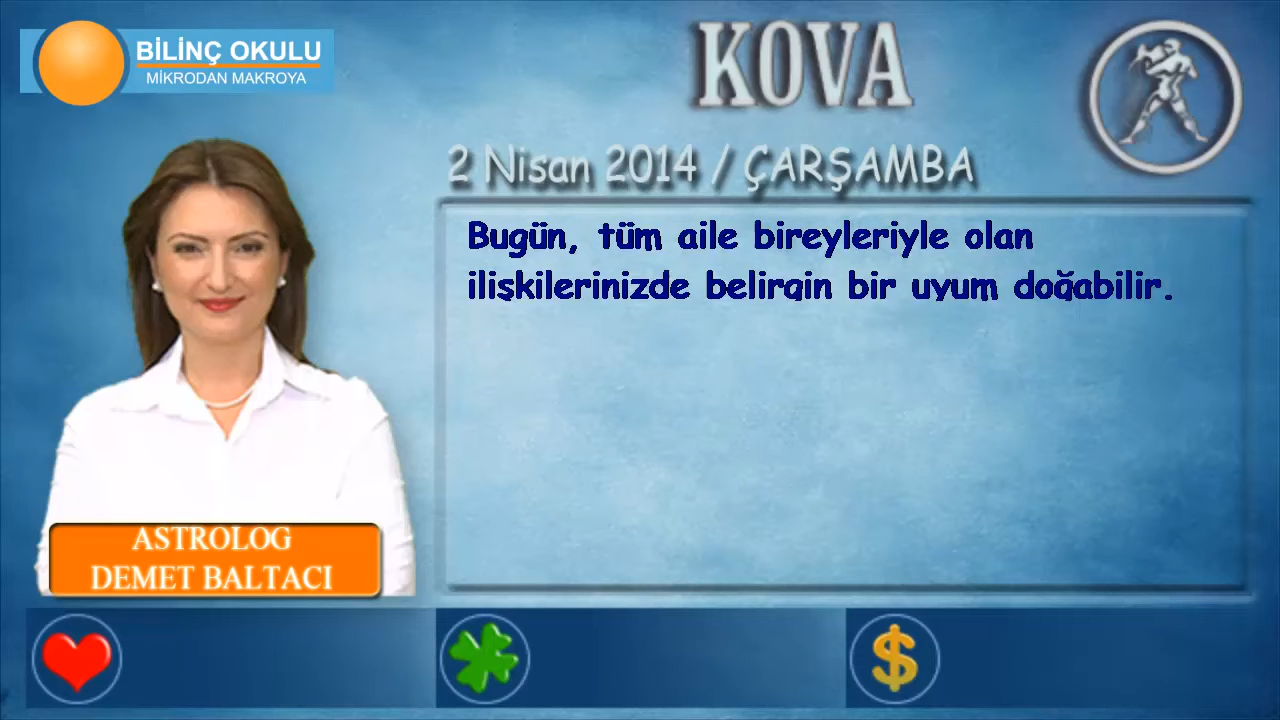 BİLİNÇ OKULU
MİKRODAN MAKROYA
KOVA
2 Nisan 2014 / ÇARŞAMBA
Bugün, tüm aile bireyleriyle olan
ilişkilerinizde belirgin bir uyum doğabilir.
ASTROLOG
DEMET BALTACI